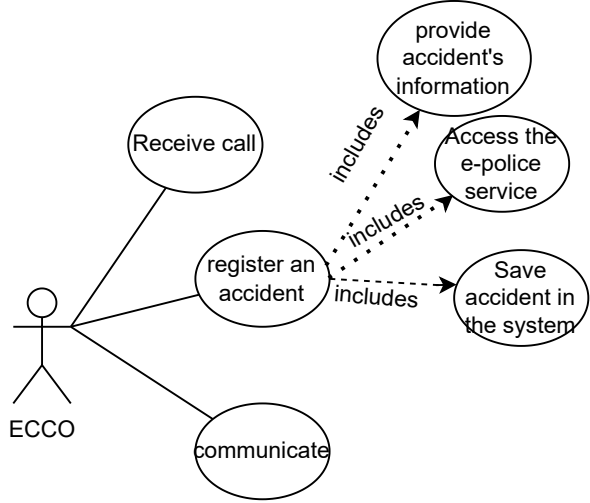 provide
accident's
information
Access the
e-police
service
Receive call
includes
includes
register an
accident
includes
Save
accident in
the system
ECCO
communicate